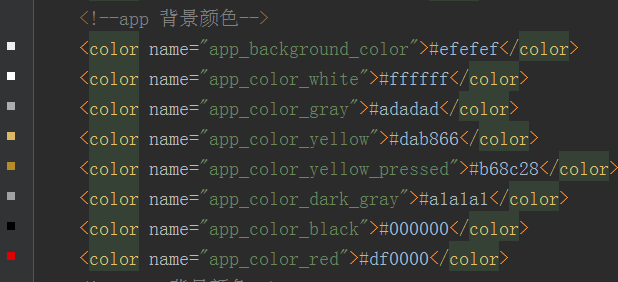 <!--app 背景颜色-->
<color name="app_background_color">#efefef</color>
<color name="app_color_white">#ffffff</color>
<color name="app_color_gray">#adadad</color>
<color name="app_color_yellow">#dab866</color>
<color name="app_color_yellow_pressed">#b68c28</color>
<color name="app_color_dark_gray">#a1a1a1</color>
<color name="app_color_black">#000000</color>
<color name="app_color_red">#df0000</color>